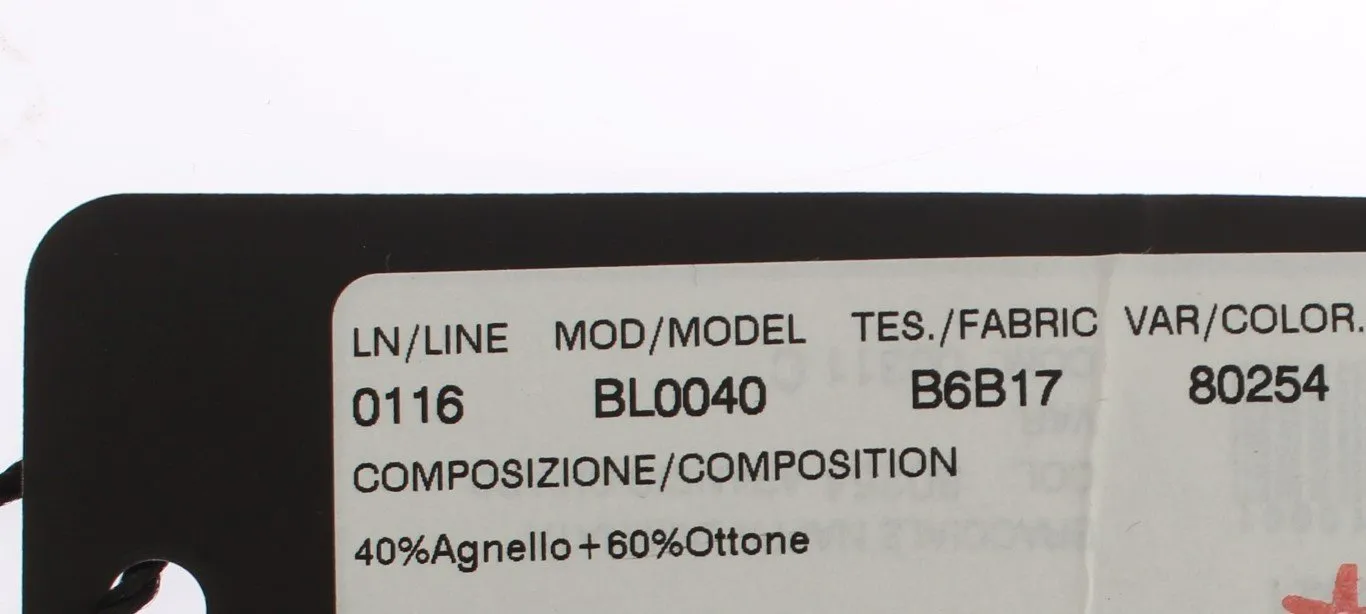 LN/LINE MOD/MODEL TES./FABRIC VAR/COLOR.
0116 BL0040 B6B17 80254
COMPOSIZIONE/COMPOSITION
40%Agnello+60%Ottone